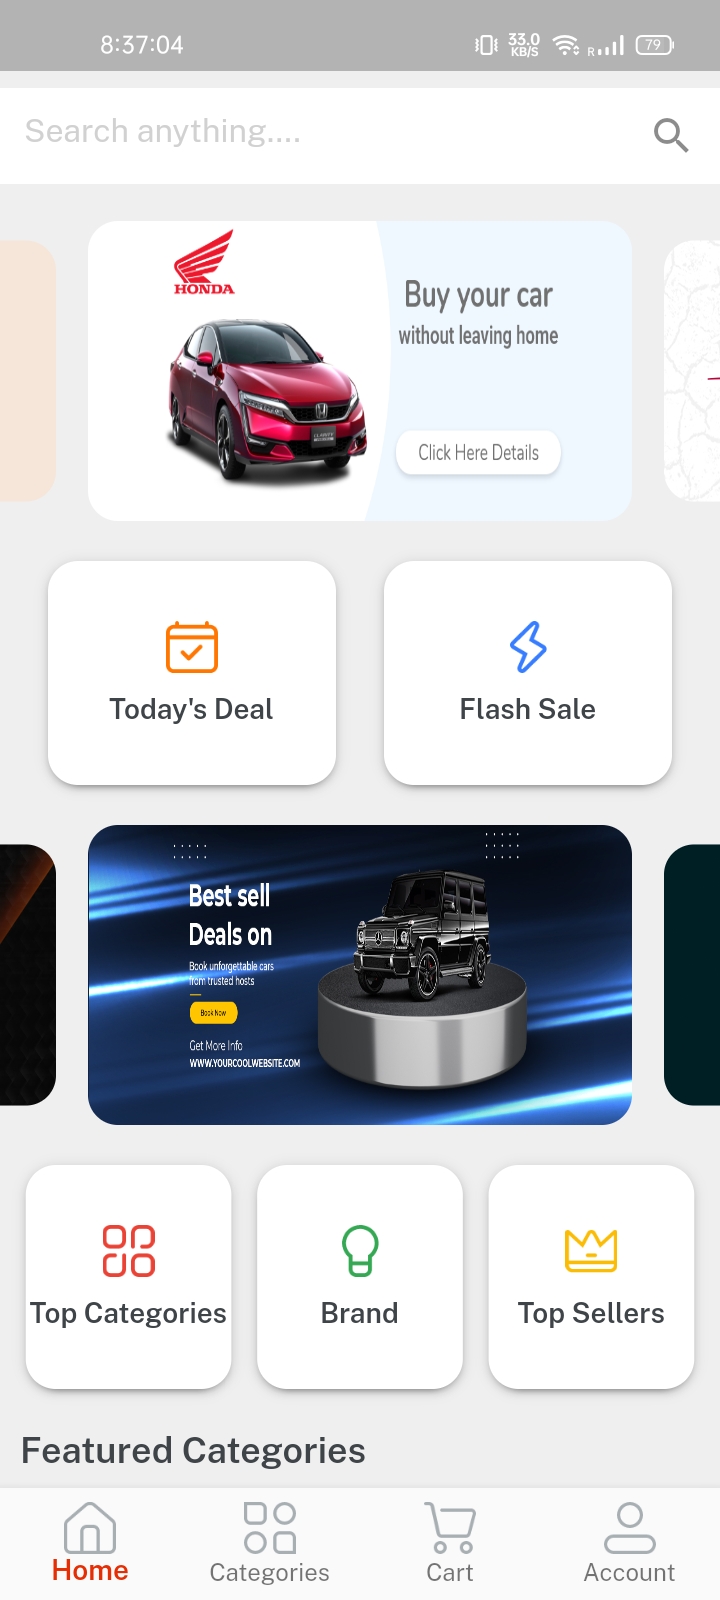 8:37:04
33.0
KB/S
R
79
Search anything....
HONDA
Buy your car
without leaving home
CLARITY
Click Here Details
Today's Deal
Flash Sale
Best sell
Deals on
Book unforgettable cars
from trusted hosts
Book Now
Get More Info
WWW.YOURCOOLWEBSITE.COM
Top Categories
Brand
Top Sellers
Featured Categories
Home
Categories
Cart
Account